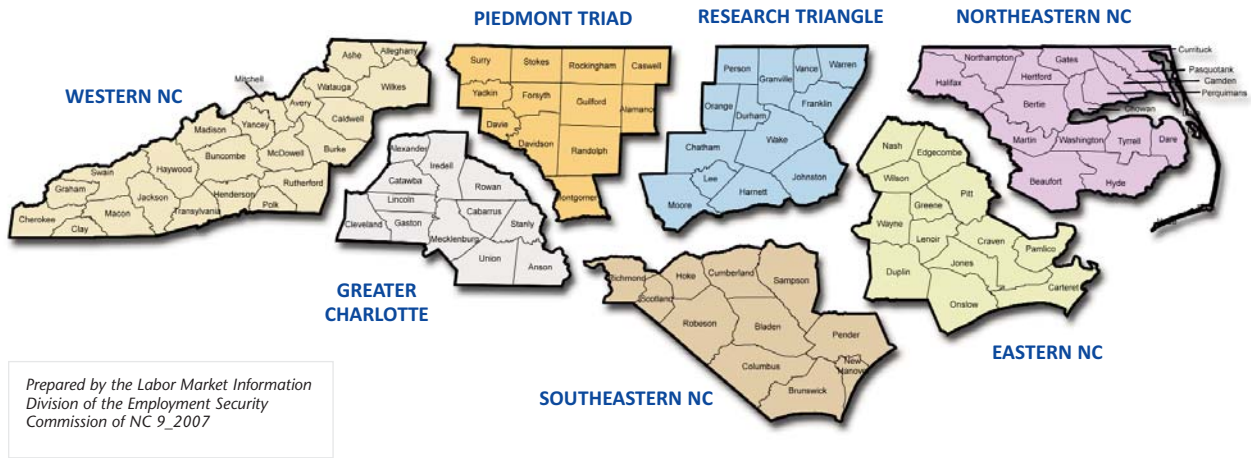 PIEDMONT TRIAD
RESEARCH TRIANGLE
NORTHEASTERN NC
WESTERN NC
Ashe
Alleghany
Mitchell
Watauga
Wilkes
Avery
Caldwell
Madison
Yancey
Burke
McDowell
Buncombe
Haywood
Swain
Rutherford
Graham
Jackson
Henderson
Polk
Transylvania
Macon
Cherokee
Clay
Surry
Stokes
Rockingham
Caswell
Yadkin
Forsyth
Guilford
Alamance
Davie
Davidson
Randolph
Montgomery
Person
Granville
Vance
Warren
Orange
Durham
Franklin
Wake
Chatham
Lee
Johnston
Harnett
Moore
Northampton
Gates
Currituck
Pasquotank
Camden
Perquimans
Halifax
Hertford
Bertie
Chowan
Martin
Washington
Tyrrell
Dare
Beaufort
Hyde
Alexander
Iredell
Catawba
Rowan
Lincoln
Cabarrus
Cleveland
Gaston
Stanly
Mecklenburg
Union
Anson
GREATER
CHARLOTTE
Nash
Edgecombe
Wilson
Pitt
Greene
Wayne
Lenoir
Craven
Pamlico
Jones
Duplin
Carteret
Onslow
EASTERN NC
Richmond
Hoke
Cumberland
Sampson
Scotland
Robeson
Bladen
Pender
Columbus
New
Hanover
Brunswick
SOUTHEASTERN NC
Prepared by the Labor Market Information
Division of the Employment Security
Commission of NC 9_2007